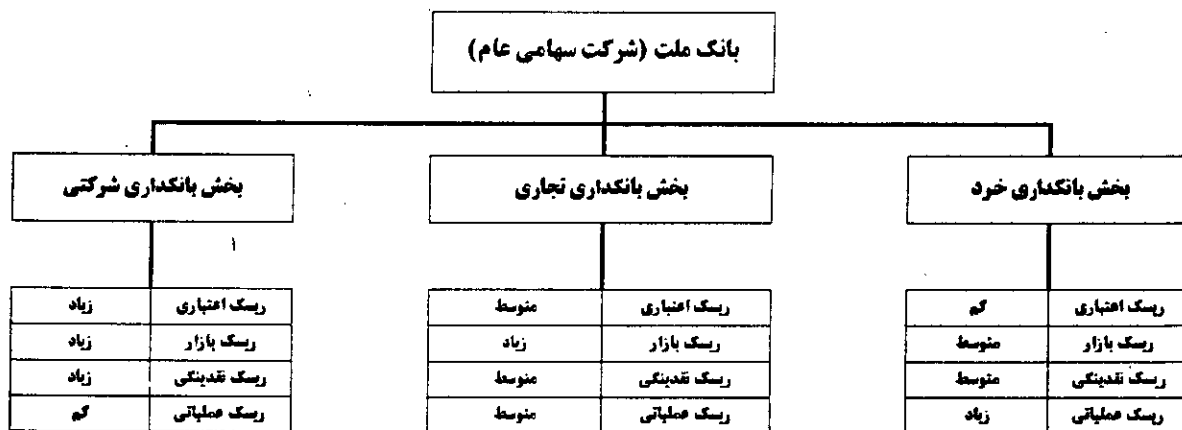 بانک ملت (شرکت سهامی عام)
بخش بانکداری خرد
بخش بانکداری تجاری
بخش بانکداری شرکتی
۱
ریسک اعتباری کم
ریسک بازار متوسط
ریسک نقدینگی متوسط
ریسک عملیاتی زیاد
ریسک اعتباری متوسط
ریسک بازار زیاد
ریسک نقدینگی متوسط
ریسک عملیاتی متوسط
ریسک اعتباری زیاد
ریسک بازار زیاد
ریسک نقدینگی زیاد
ریسک عملیاتی کم